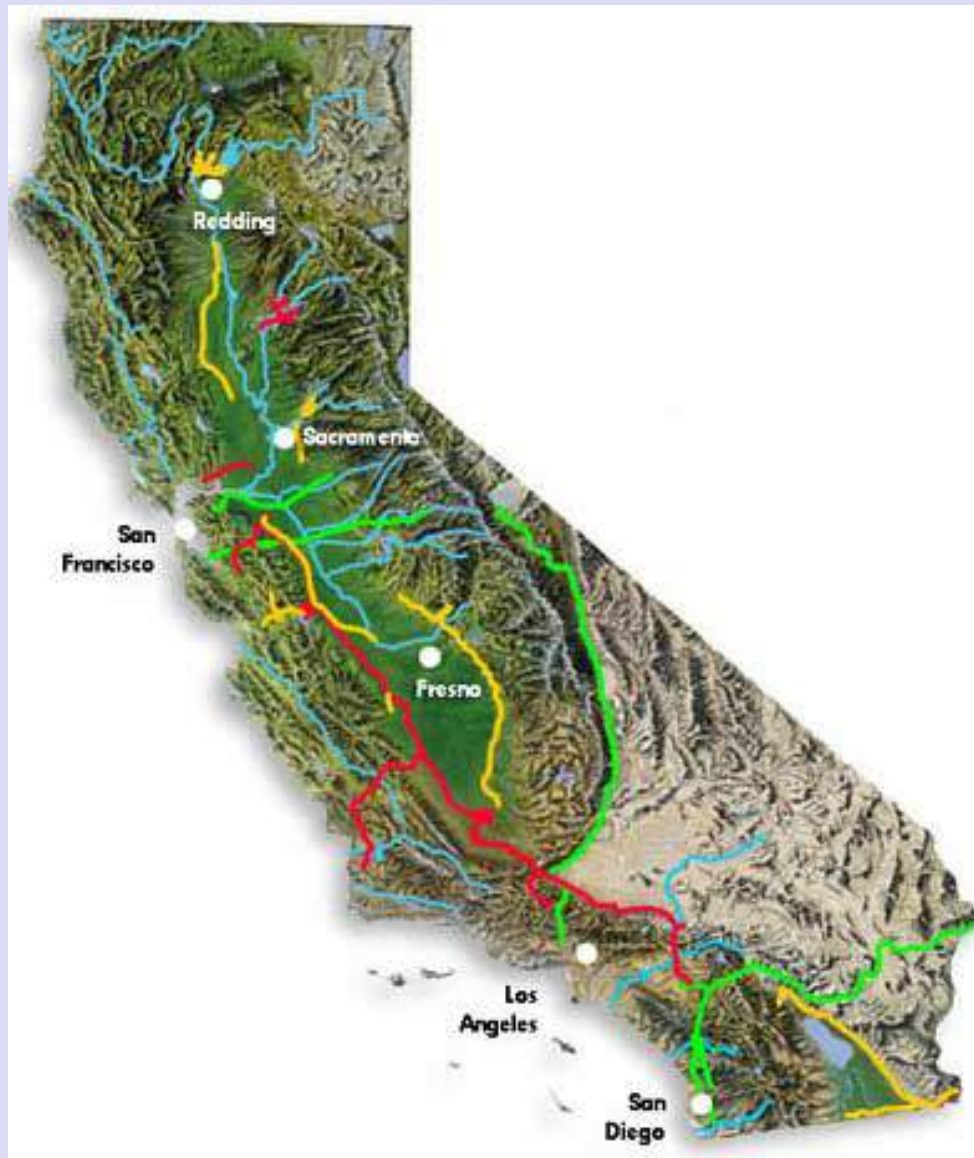 Redding
Sacramento
San
Francisco
Fresno
Los
Angeles
San
Diego